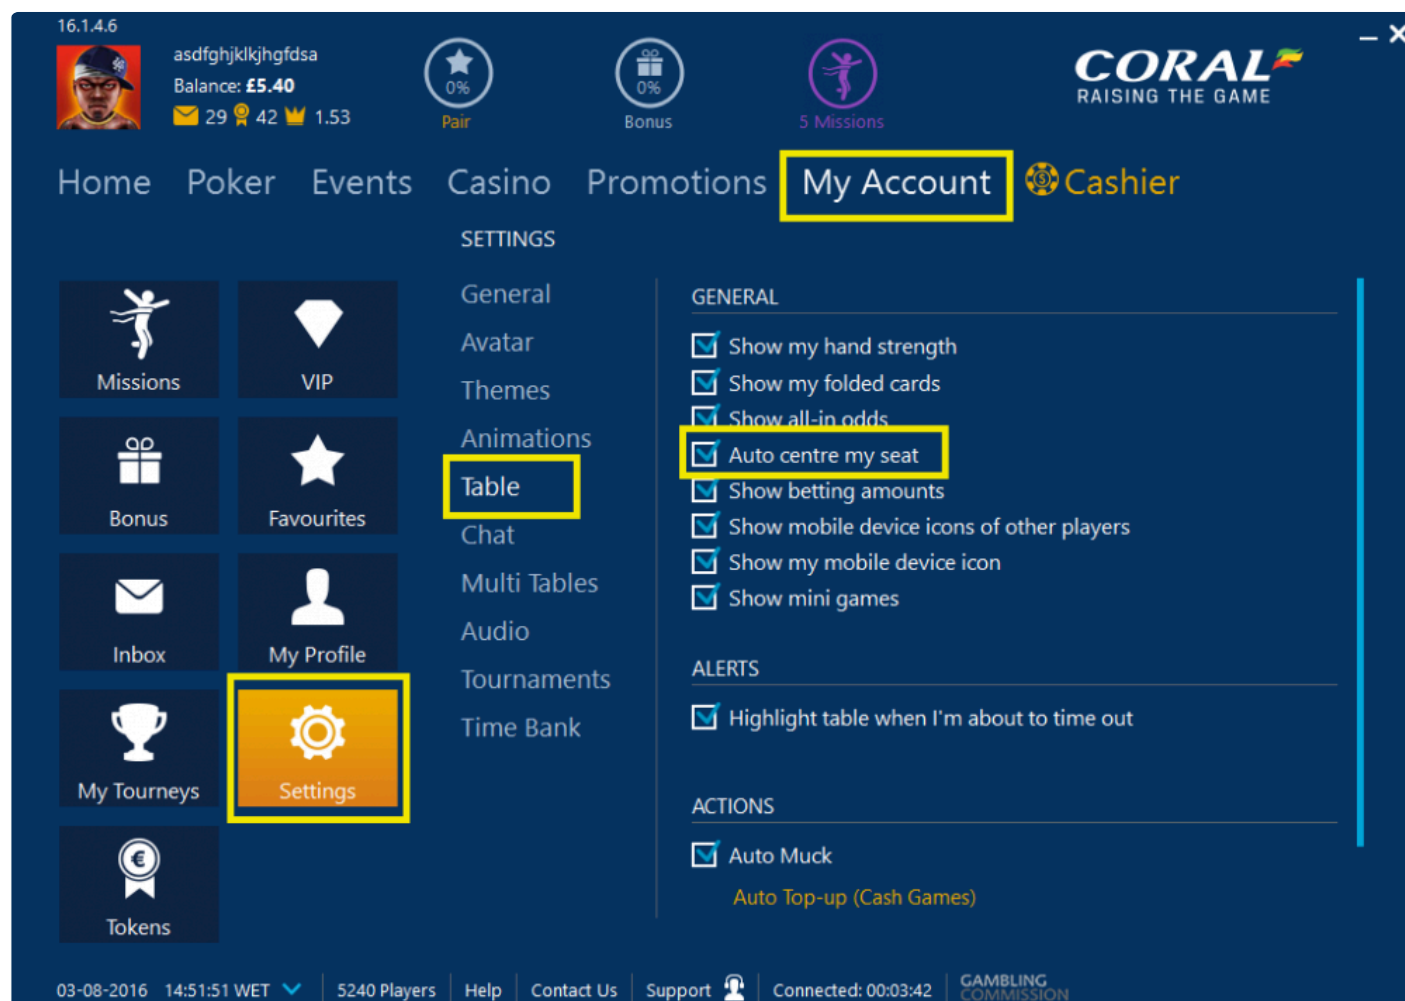 16.1.4.6
asdfghjklkjhgfdsa
Balance: £5.40
29 42 1.53
0%
Pair
0%
Bonus
5 Missions
CORAL
RAISING THE GAME
Home Poker Events Casino Promotions My Account Cashier
SETTINGS
Missions
VIP
Bonus
Favourites
Inbox
My Profile
My Tourneys
Settings
Tokens
General
Avatar
Themes
Animations
Table
Chat
Multi Tables
Audio
Tournaments
Time Bank
GENERAL
Show my hand strength
Show my folded cards
Show all-in odds
Auto centre my seat
Show betting amounts
Show mobile device icons of other players
Show my mobile device icon
Show mini games
ALERTS
Highlight table when I'm about to time out
ACTIONS
Auto Muck
Auto Top-up (Cash Games)
03-08-2016 14:51:51 WET 5240 Players Help Contact Us Support Connected: 00:03:42
GAMBLING
COMMISSION